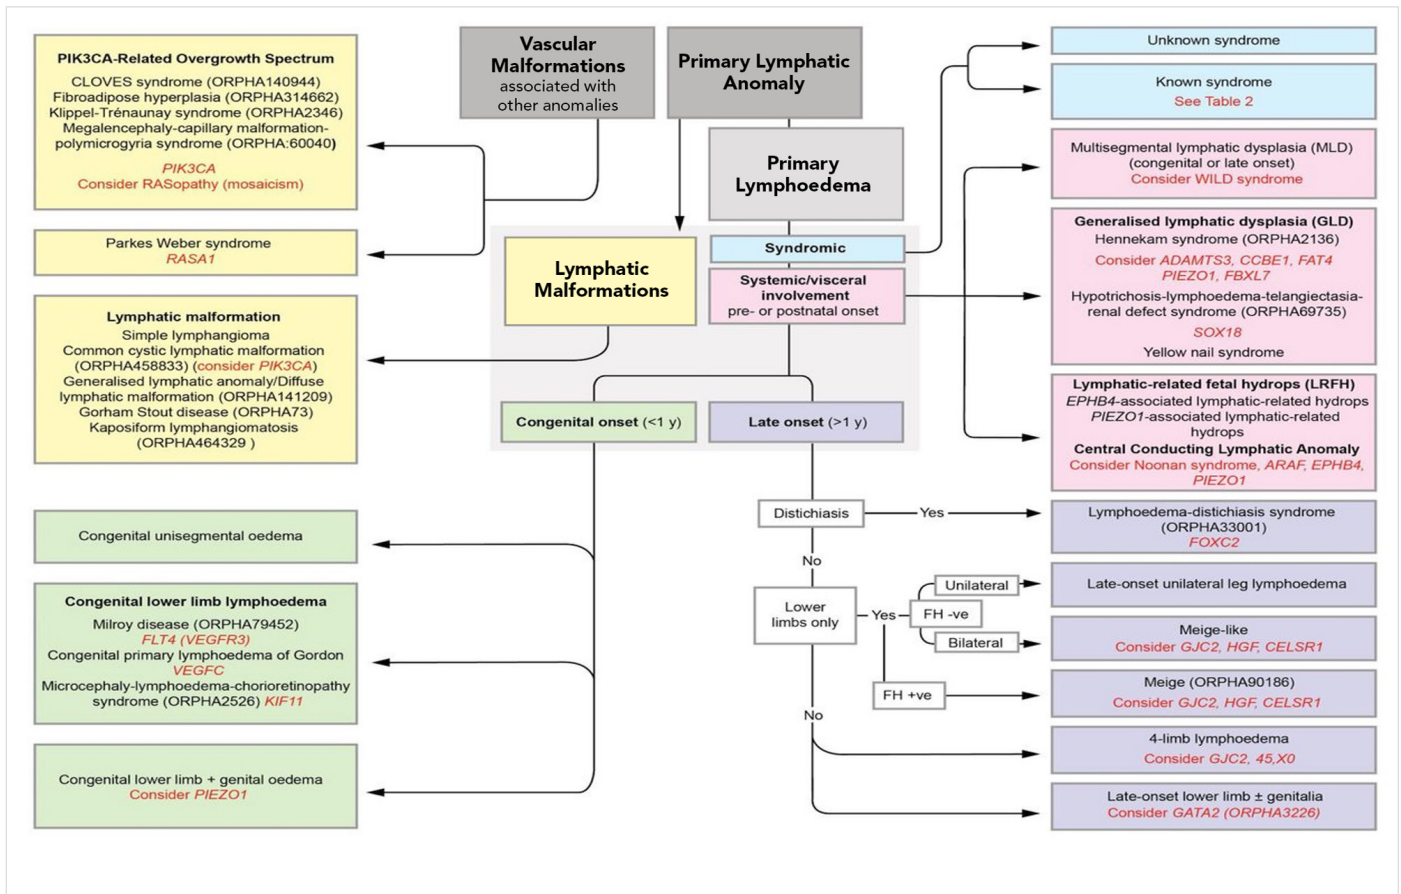 PIK3CA-Related Overgrowth Spectrum
CLOVES syndrome (ORPHA140944)
Fibroadipose hyperplasia (ORPHA314662)
Klippel-Trénaunay syndrome (ORPHA2346)
Megalencephaly-capillary malformation-
polymicrogyria syndrome (ORPHA:60040)
PIK3CA
Consider RASopathy (mosaicism)
Parkes Weber syndrome
RASA1
Lymphatic malformation
Simple lymphangioma
Common cystic lymphatic malformation
(ORPHA458833) (consider PIK3CA)
Generalised lymphatic anomaly/Diffuse
lymphatic malformation (ORPHA141209)
Gorham Stout disease (ORPHA73)
Kaposiform lymphangiomatosis
(ORPHA464329 )
Congenital unisegmental oedema
Congenital lower limb lymphoedema
Milroy disease (ORPHA79452)
FLT4 (VEGFR3)
Congenital primary lymphoedema of Gordon
VEGFC
Microcephaly-lymphoedema-chorioretinopathy
syndrome (ORPHA2526) KIF11
Congenital lower limb + genital oedema
Consider PIEZO1
Vascular
Malformations
associated with
other anomalies
Primary Lymphatic
Anomaly
Primary
Lymphoedema
Lymphatic
Malformations
Syndromic
Systemic/visceral
involvement
pre- or postnatal onset
Congenital onset (<1 y)
Late onset (>1 y)
Distichiasis
Yes
No
Lower
limbs only
Yes
FH -ve
Unilateral
Bilateral
FH +ve
No
Unknown syndrome
Known syndrome
See Table 2
Multisegmental lymphatic dysplasia (MLD)
(congenital or late onset)
Consider WILD syndrome
Generalised lymphatic dysplasia (GLD)
Hennekam syndrome (ORPHA2136)
Consider ADAMTS3, CCBE1, FAT4
PIEZO1, FBXL7
Hypotrichosis-lymphoedema-telangiectasia-
renal defect syndrome (ORPHA69735)
SOX18
Yellow nail syndrome
Lymphatic-related fetal hydrops (LRFH)
EPHB4-associated lymphatic-related hydrops
PIEZO1-associated lymphatic-related
hydrops
Central Conducting Lymphatic Anomaly
Consider Noonan syndrome, ARAF, EPHB4,
PIEZO1
Lymphoedema-distichiasis syndrome
(ORPHA33001)
FOXC2
Late-onset unilateral leg lymphoedema
Meige-like
Consider GJC2, HGF, CELSR1
Meige (ORPHA90186)
Consider GJC2, HGF, CELSR1
4-limb lymphoedema
Consider GJC2, 45,X0
Late-onset lower limb ± genitalia
Consider GATA2 (ORPHA3226)